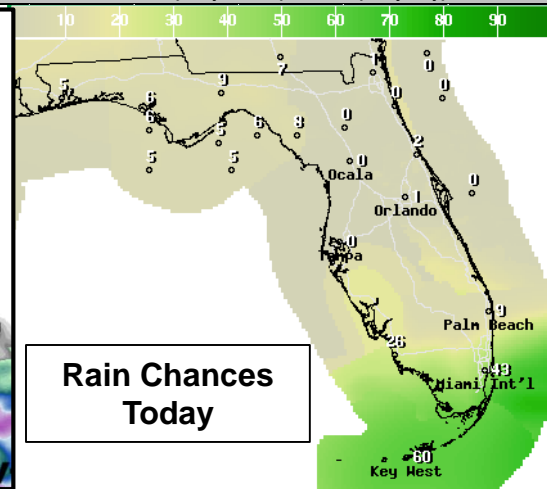 10 20 30 40 50 60 70 80 90
7 1 0
5 9 0
6 0
6 5 6 0
5 5 0 2
Ocala
0
1
Orlando
0
Tampa
9
Palm Beach
26
Miami Int'l
60
Key West
Rain Chances
Today